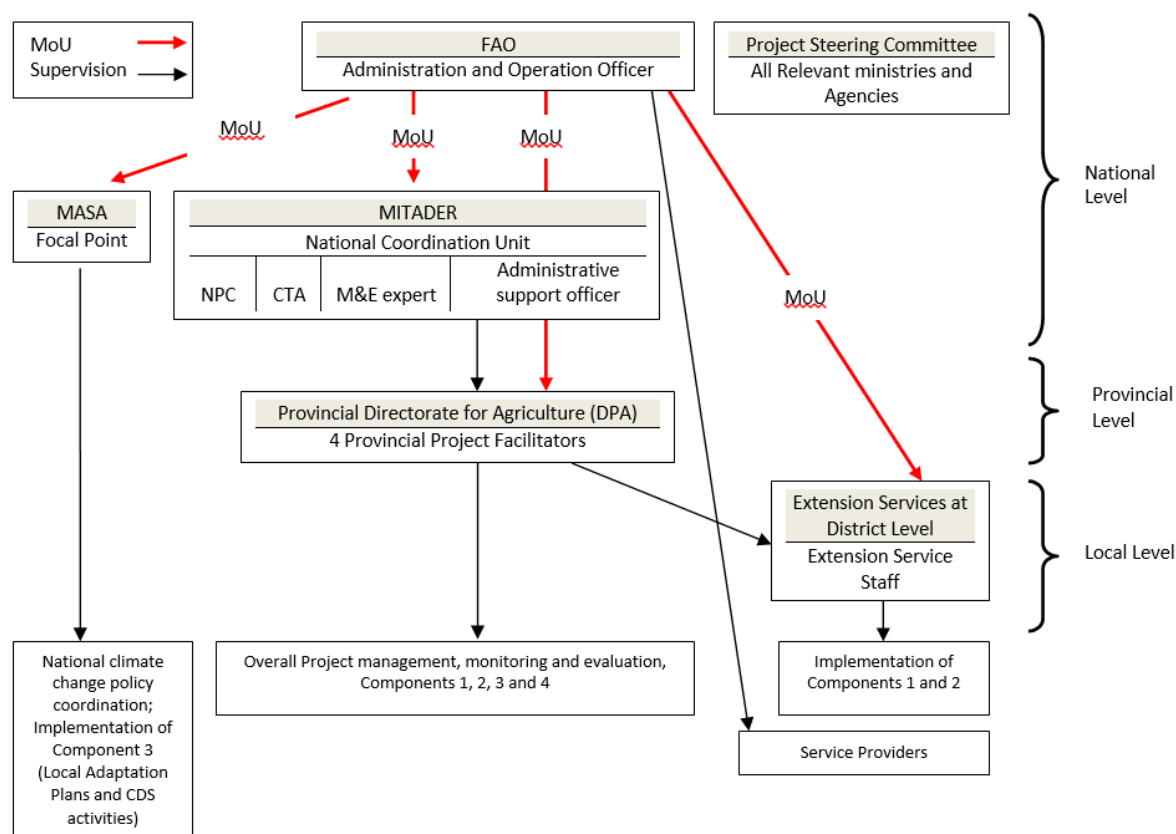 MoU
Supervision
FAO
Administration and Operation Officer
Project Steering Committee
All Relevant ministries and
Agencies
MoU
MoU
MoU
National
Level
MASA
Focal Point
MITADER
National Coordination Unit
NPC
CTA
M&E expert
Administrative
support officer
MoU
Provincial Directorate for Agriculture (DPA)
4 Provincial Project Facilitators
Provincial
Level
Extension Services at
District Level
Extension Service
Staff
Local Level
National climate
change policy
coordination;
Implementation of
Component 3
(Local Adaptation
Plans and CDS
activities)
Overall Project management, monitoring and evaluation,
Components 1, 2, 3 and 4
Implementation of
Components 1 and 2
Service Providers